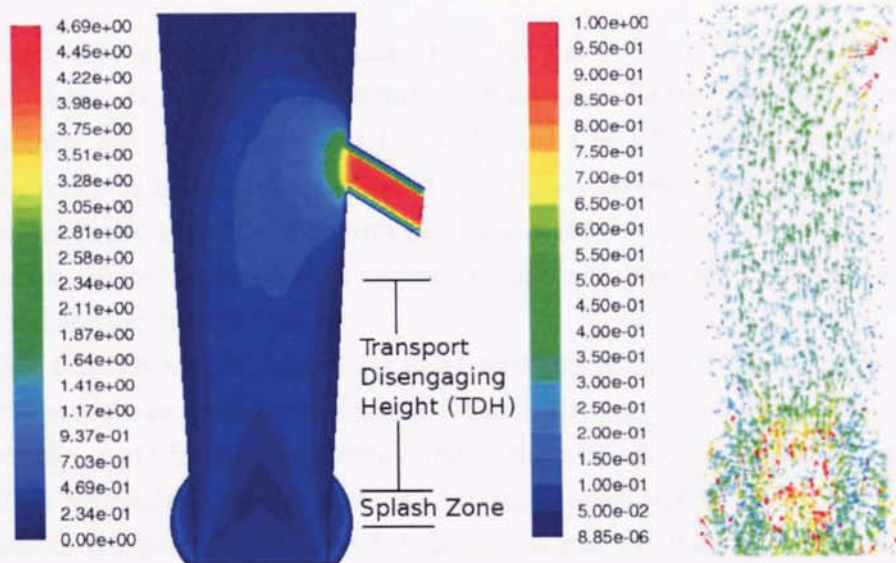 4.69e+00
4.45e+00
4.22e+00
3.98e+00
3.75e+00
3.51e+00
3.28e+00
3.05e+00
2.81e+00
2.58e+00
2.34e+00
2.11e+00
1.87e+00
1.64e+00
1.41e+00
1.17e+00
9.37e-01
7.03e-01
4.69e-01
2.34e-01
0.00e+00
Transport
Disengaging
Height (TDH)
Splash Zone
1.00e+00
9.50e-01
9.00e-01
8.50e-01
8.00e-01
7.50e-01
7.00e-01
6.50e-01
6.00e-01
5.50e-01
5.00e-01
4.50e-01
4.00e-01
3.50e-01
3.00e-01
2.50e-01
2.00e-01
1.50e-01
1.00e-01
5.00e-02
8.85e-06